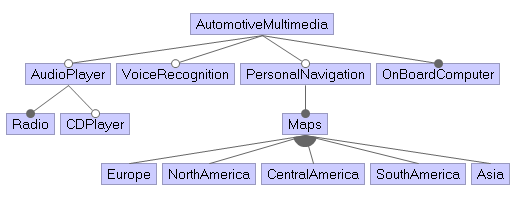 AutomotiveMultimedia
AudioPlayer VoiceRecognition PersonalNavigation OnBoardComputer
Radio CDPlayer Maps
Europe NorthAmerica CentralAmerica SouthAmerica Asia